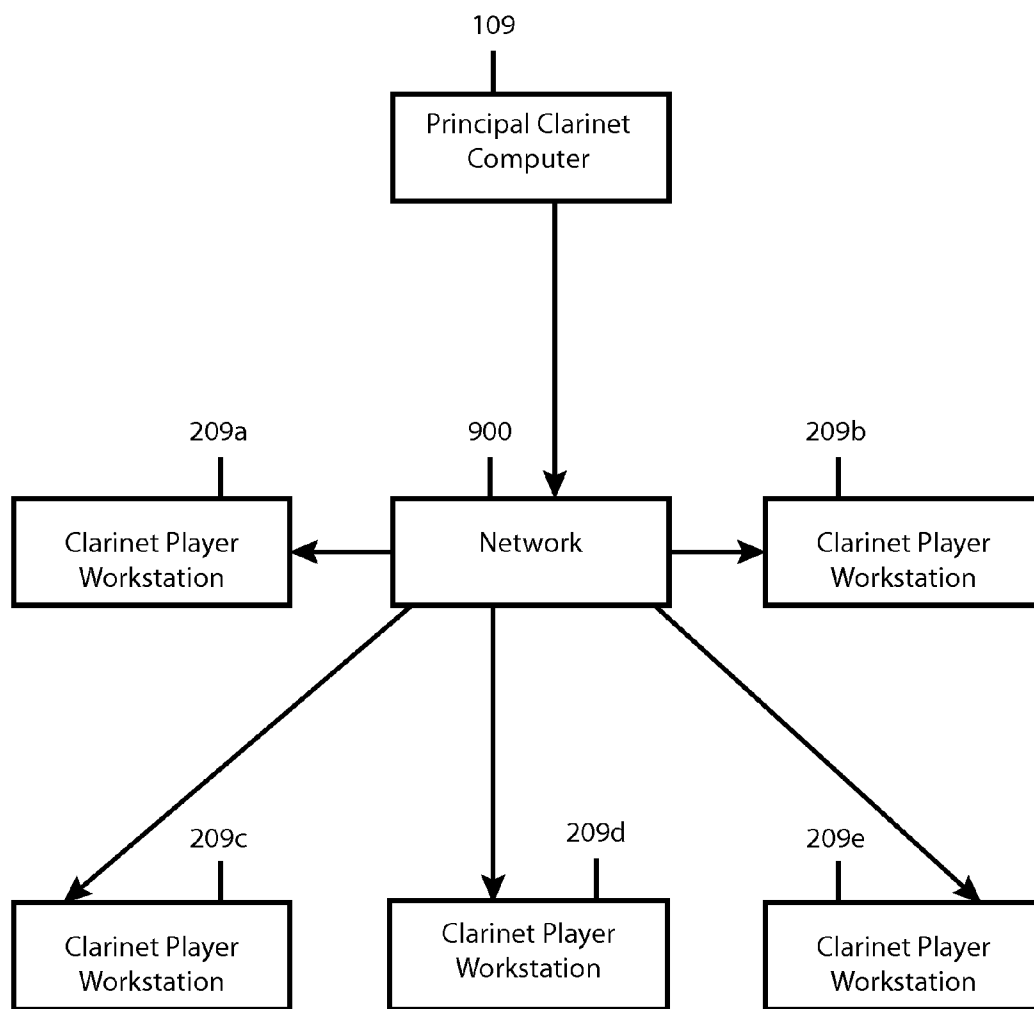 109
Principal Clarinet
Computer
209a
900
209b
Clarinet Player
Workstation
Network
Clarinet Player
Workstation
209c
209d
209e
Clarinet Player
Workstation
Clarinet Player
Workstation
Clarinet Player
Workstation